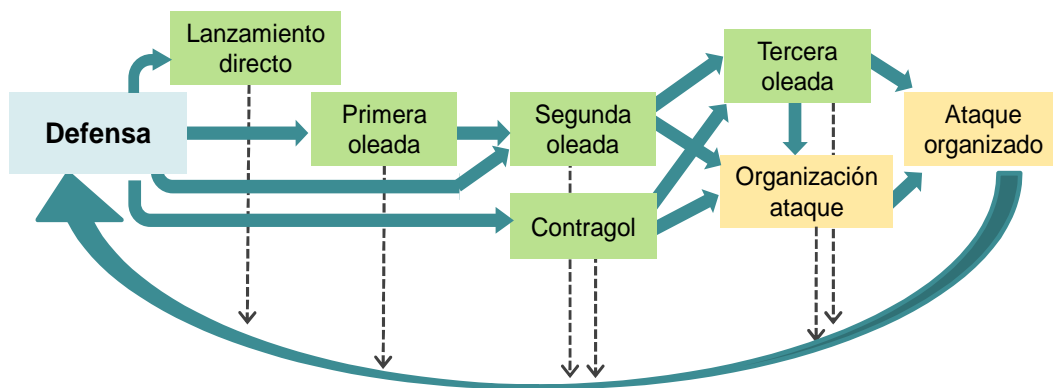 Lanzamiento
directo
Defensa
Primera
oleada
Segunda
oleada
Contragol
Tercera
oleada
Organización
ataque
Ataque
organizado